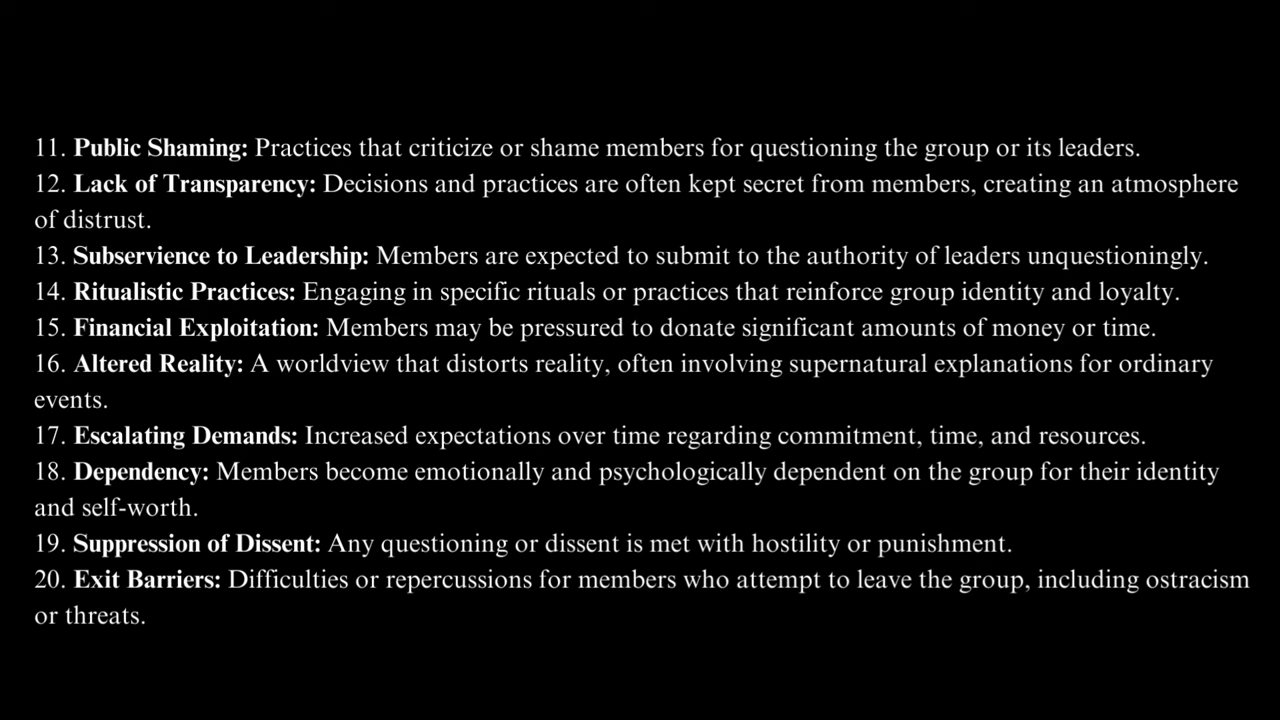 11. Public Shaming: Practices that criticize or shame members for questioning the group or its leaders.
12. Lack of Transparency: Decisions and practices are often kept secret from members, creating an atmosphere
of distrust.
13. Subservience to Leadership: Members are expected to submit to the authority of leaders unquestioningly.
14. Ritualistic Practices: Engaging in specific rituals or practices that reinforce group identity and loyalty.
15. Financial Exploitation: Members may be pressured to donate significant amounts of money or time.
16. Altered Reality: A worldview that distorts reality, often involving supernatural explanations for ordinary
events.
17. Escalating Demands: Increased expectations over time regarding commitment, time, and resources.
18. Dependency: Members become emotionally and psychologically dependent on the group for their identity
and self-worth.
19. Suppression of Dissent: Any questioning or dissent is met with hostility or punishment.
20. Exit Barriers: Difficulties or repercussions for members who attempt to leave the group, including ostracism
or threats.